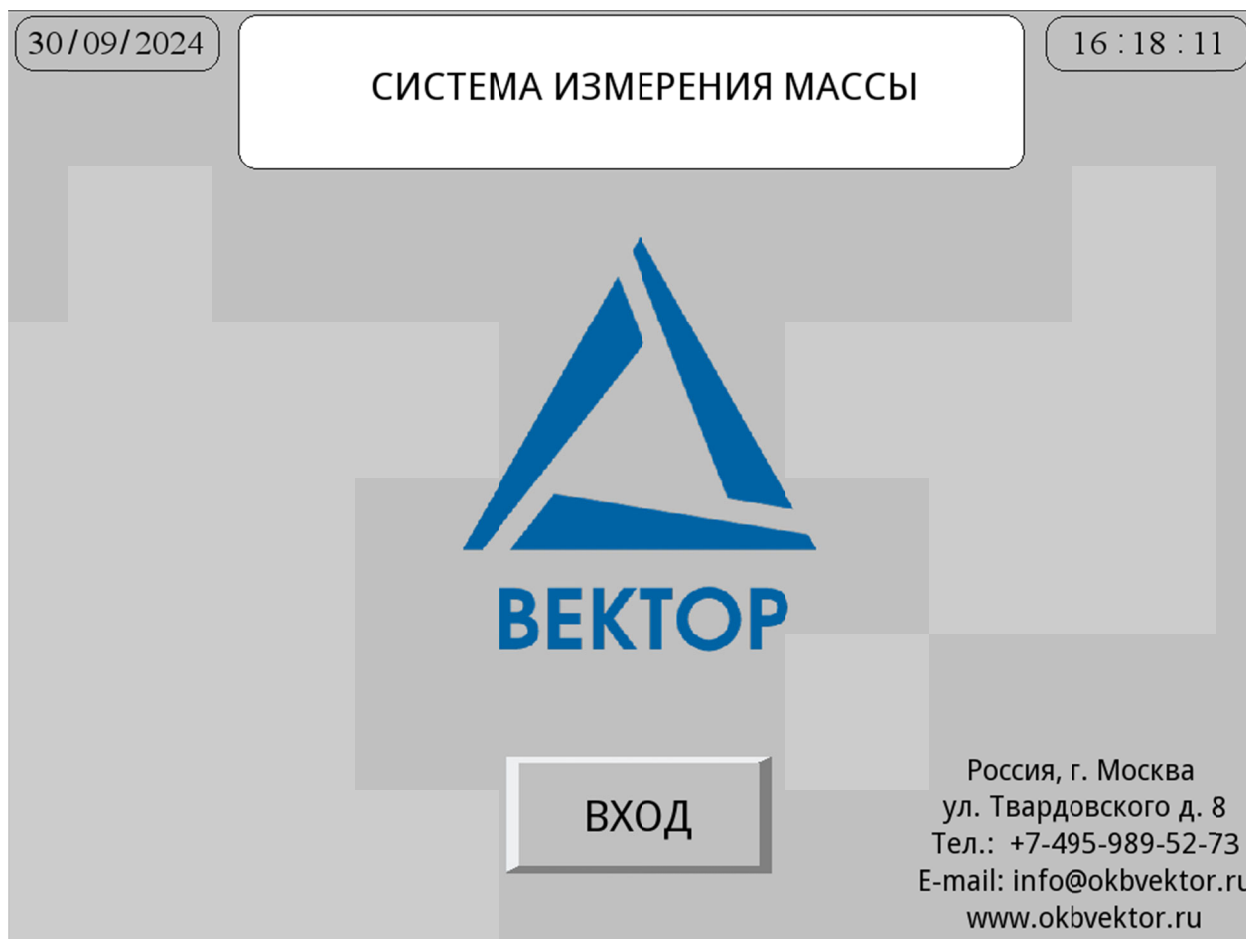 30/09/2024
СИСТЕМА ИЗМЕРЕНИЯ МАССЫ
16 : 18 : 11
ВЕКТОР
ВХОД
Россия, г. Москва
ул. Твардовского д. 8
Тел.: +7-495-989-52-73
E-mail: info@okbvektor.ru
www.okbvektor.ru